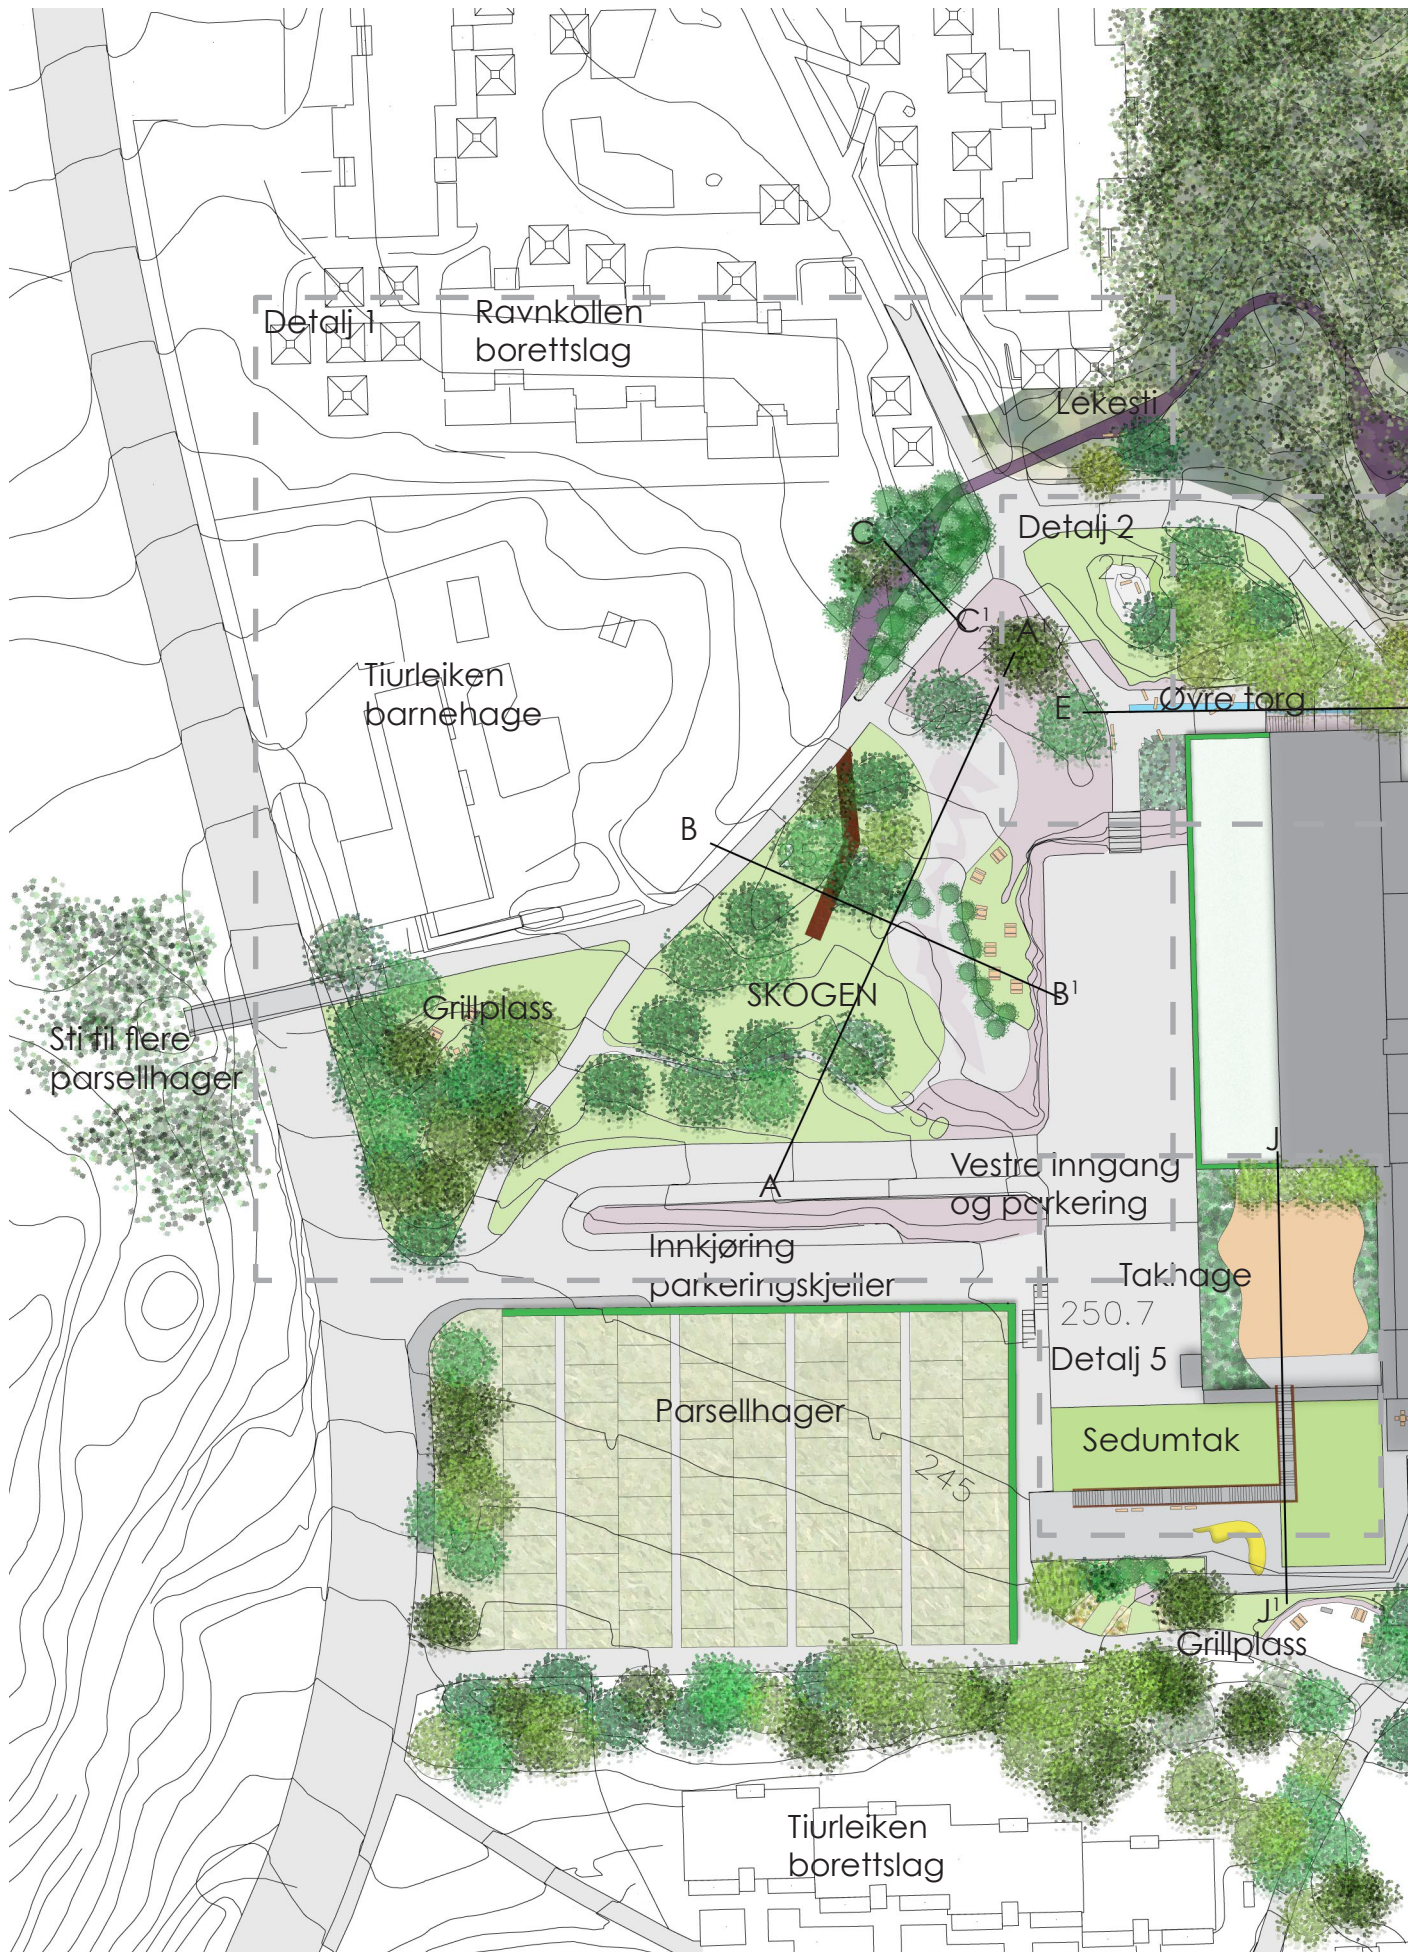 Detalj 1
Ravnkollen
borettslag
Lekesti
Detalj 2
257
C
C¹
A¹
Tiurleiken
barnehage
E
Øvre torg
B
B¹
SKOGEN
Grillplass
Sti til flere
parsellhager
250
A
J
Vestre inngang
og parkering
Innkjøring
parkeringskjeller
Takhage
250.7
Detalj 5
Parsellhager
Sedumtak
245
J¹
Grillplass
Tiurleiken
borettslag